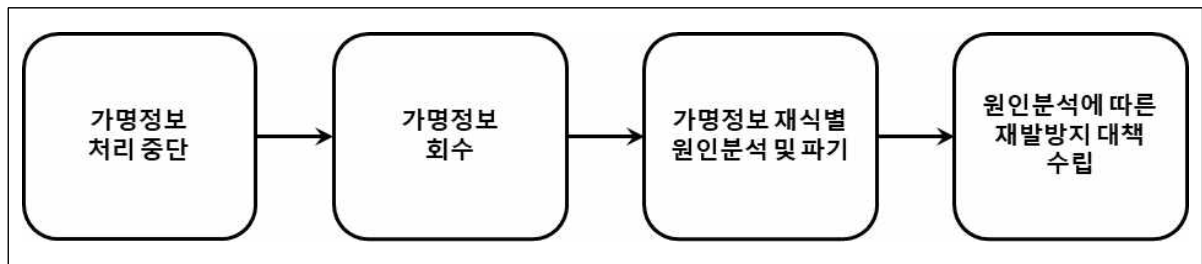 가명정보
처리 중단
가명정보
회수
가명정보 재식별
원인분석 및 파기
원인분석에 따른
재발방지 대책
수립